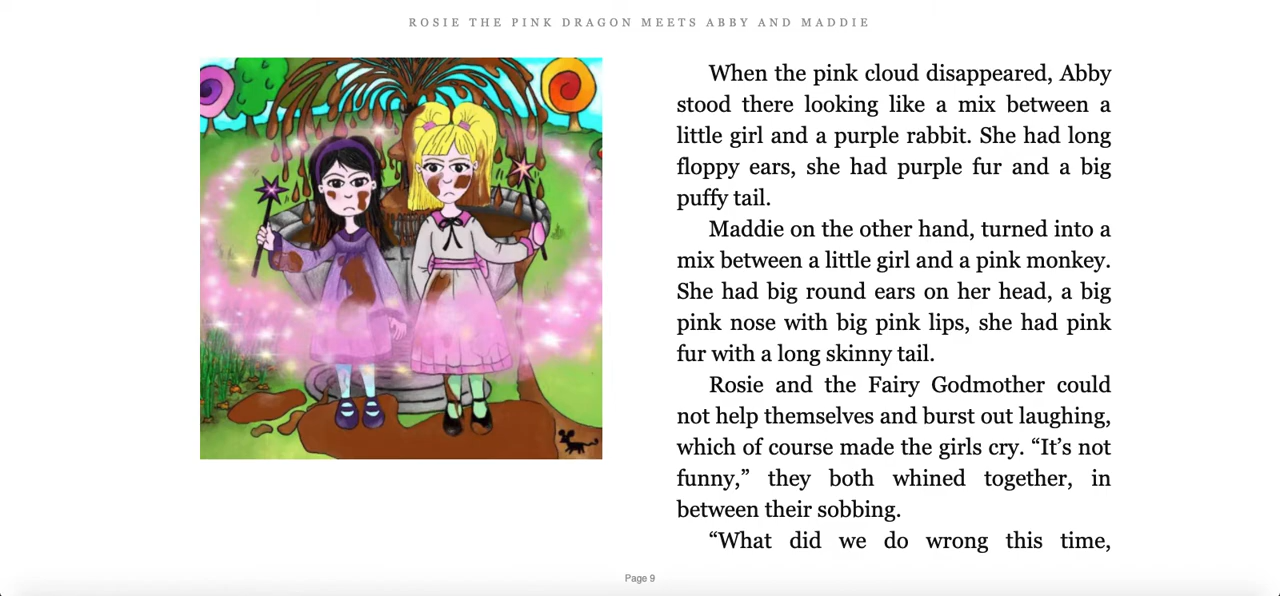 ROSIE THE PINK DRAGON MEETS ABBY AND MADDIE
When the pink cloud disappeared, Abby
stood there looking like a mix between a
little girl and a purple rabbit. She had long
floppy ears, she had purple fur and a big
puffy tail.
Maddie on the other hand, turned into a
mix between a little girl and a pink monkey.
She had big round ears on her head, a big
pink nose with big pink lips, she had pink
fur with a long skinny tail.
Rosie and the Fairy Godmother could
not help themselves and burst out laughing,
which of course made the girls cry. “It’s not
funny,” they both whined together, in
between their sobbing.
“What did we do wrong this time,
Page 9